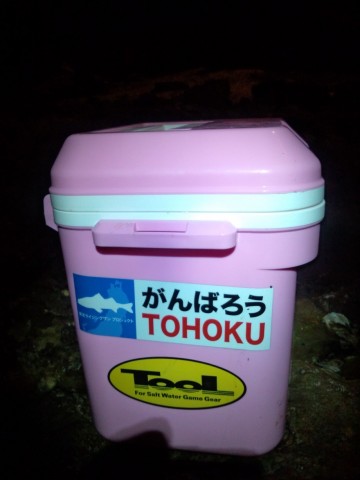 がんばろう
TOHOKU
TOOL
For Salt Water Game Gear